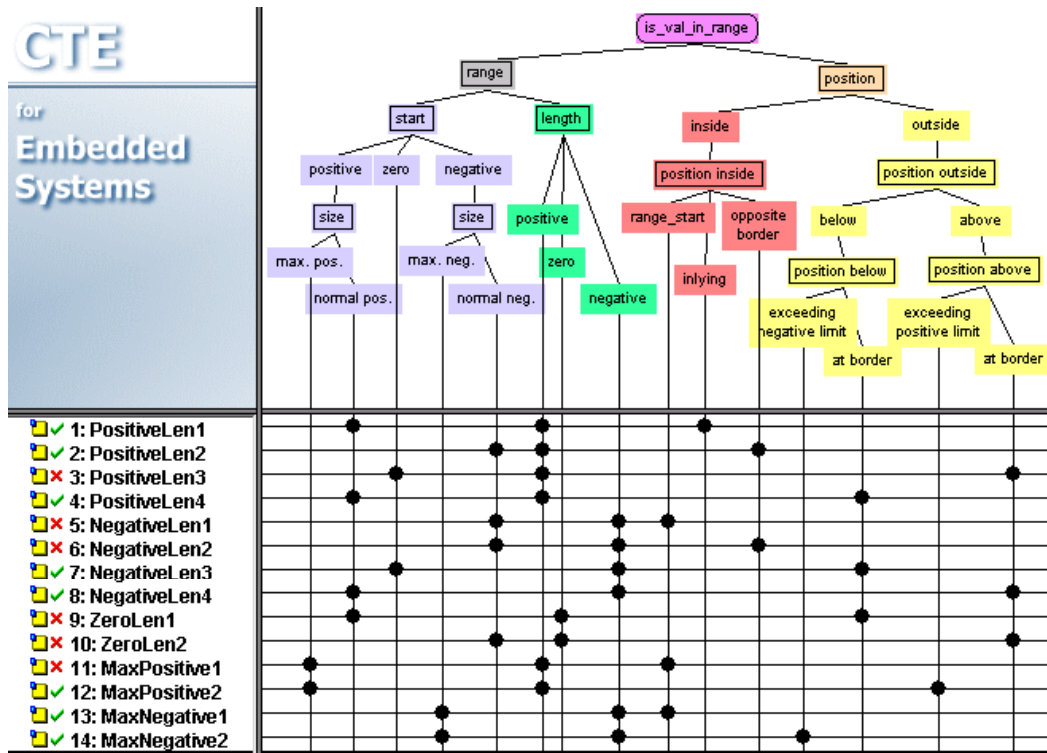 CTE
for
Embedded
Systems
is_val_in_range
range
position
start
length
inside
outside
positive
zero
negative
position inside
position outside
size
size
positive
range_start
opposite
border
below
above
max. pos.
max. neg.
zero
inlying
position below
position above
normal pos.
normal neg.
negative
exceeding
negative limit
exceeding
positive limit
at border
at border
1: PositiveLen1
2: PositiveLen2
3: PositiveLen3
4: PositiveLen4
5: NegativeLen1
6: NegativeLen2
7: NegativeLen3
8: NegativeLen4
9: ZeroLen1
10: ZeroLen2
11: MaxPositive1
12: MaxPositive2
13: MaxNegative1
14: MaxNegative2